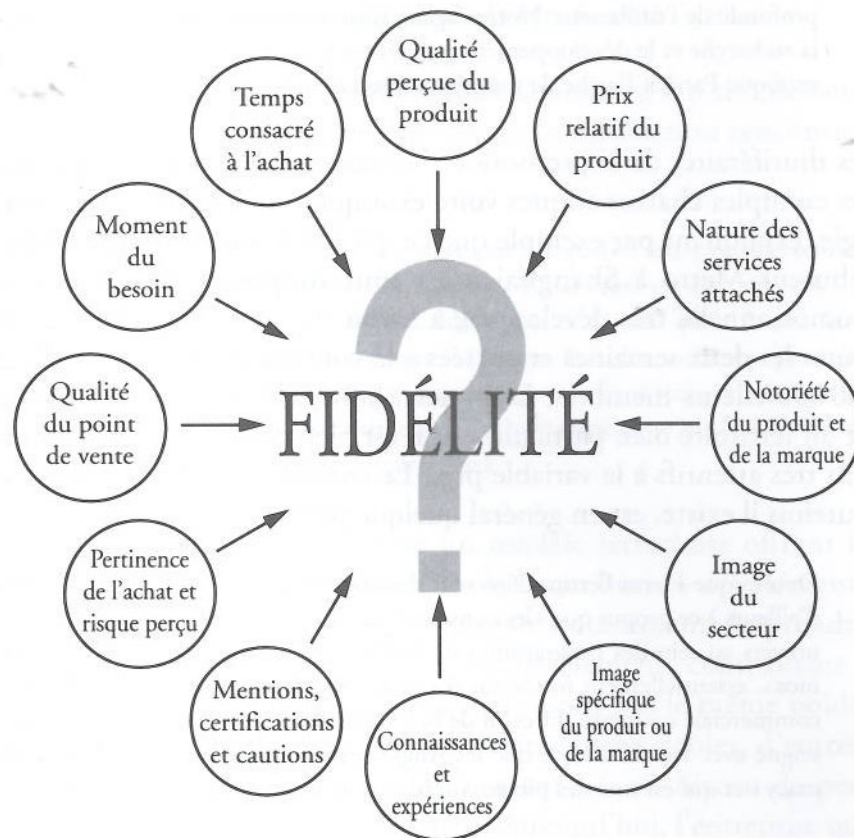 Qualité
perçue du
produit
Prix
relatif du
produit
Nature des
services
attachés
Notoriété
du produit et
de la marque
Image
du
secteur
Image
spécifique
du produit ou
de la marque
Connaissances
et
expériences
Mentions,
certifications
et cautions
Pertinence
de l'achat et
risque perçu
Qualité
du point
de vente
Moment
du
besoin
Temps
consacré
à l'achat
?
FIDÉLITÉ